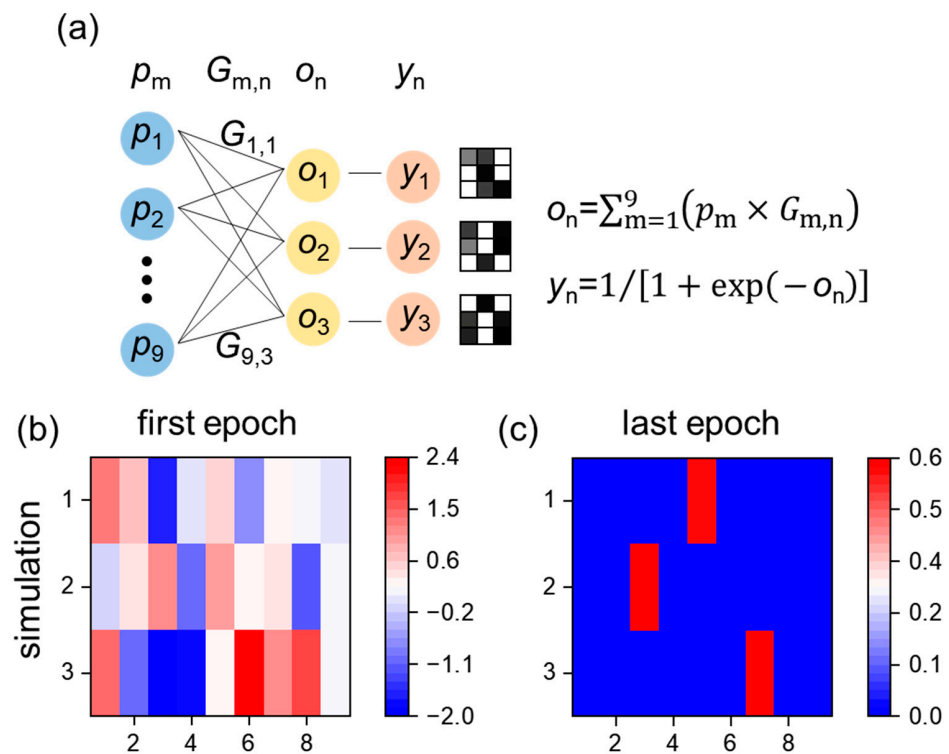 (a)
pₘ Gₘ,ₙ oₙ yₙ
p₁ G₁,₁
o₁ y₁
p₂
o₂ y₂
o₃ y₃
p₉ G₉,₃
oₙ=∑⁹ₘ₌₁(pₘ × Gₘ,ₙ)
yₙ=1/[1 + exp(−oₙ)]
(b) first epoch
simulation
1
2
3
2 4 6 8
2.4
1.5
0.6
−0.2
−1.1
−2.0
(c) last epoch
1
2
3
2 4 6 8
0.6
0.5
0.4
0.2
0.1
0.0